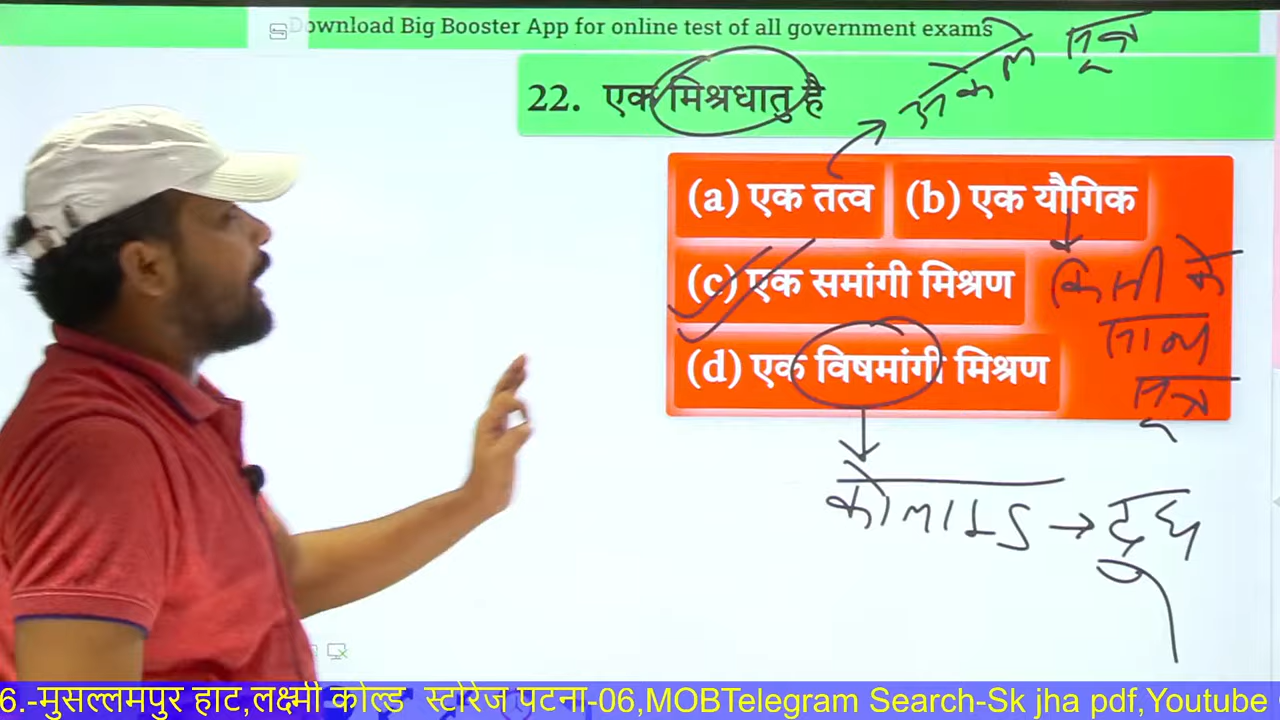 Download Big Booster App for online test of all government exams
22. एक मिश्रधातु है
(a) एक तत्व
(b) एक यौगिक
(c) एक समांगी मिश्रण
(d) एक विषमांगी मिश्रण
कोलाइड → दुध
6.-मुसल्लमपुर हाट,लक्ष्मी कोल्ड स्टोरेज पटना-06,MOBTelegram Search-Sk jha pdf,Youtube